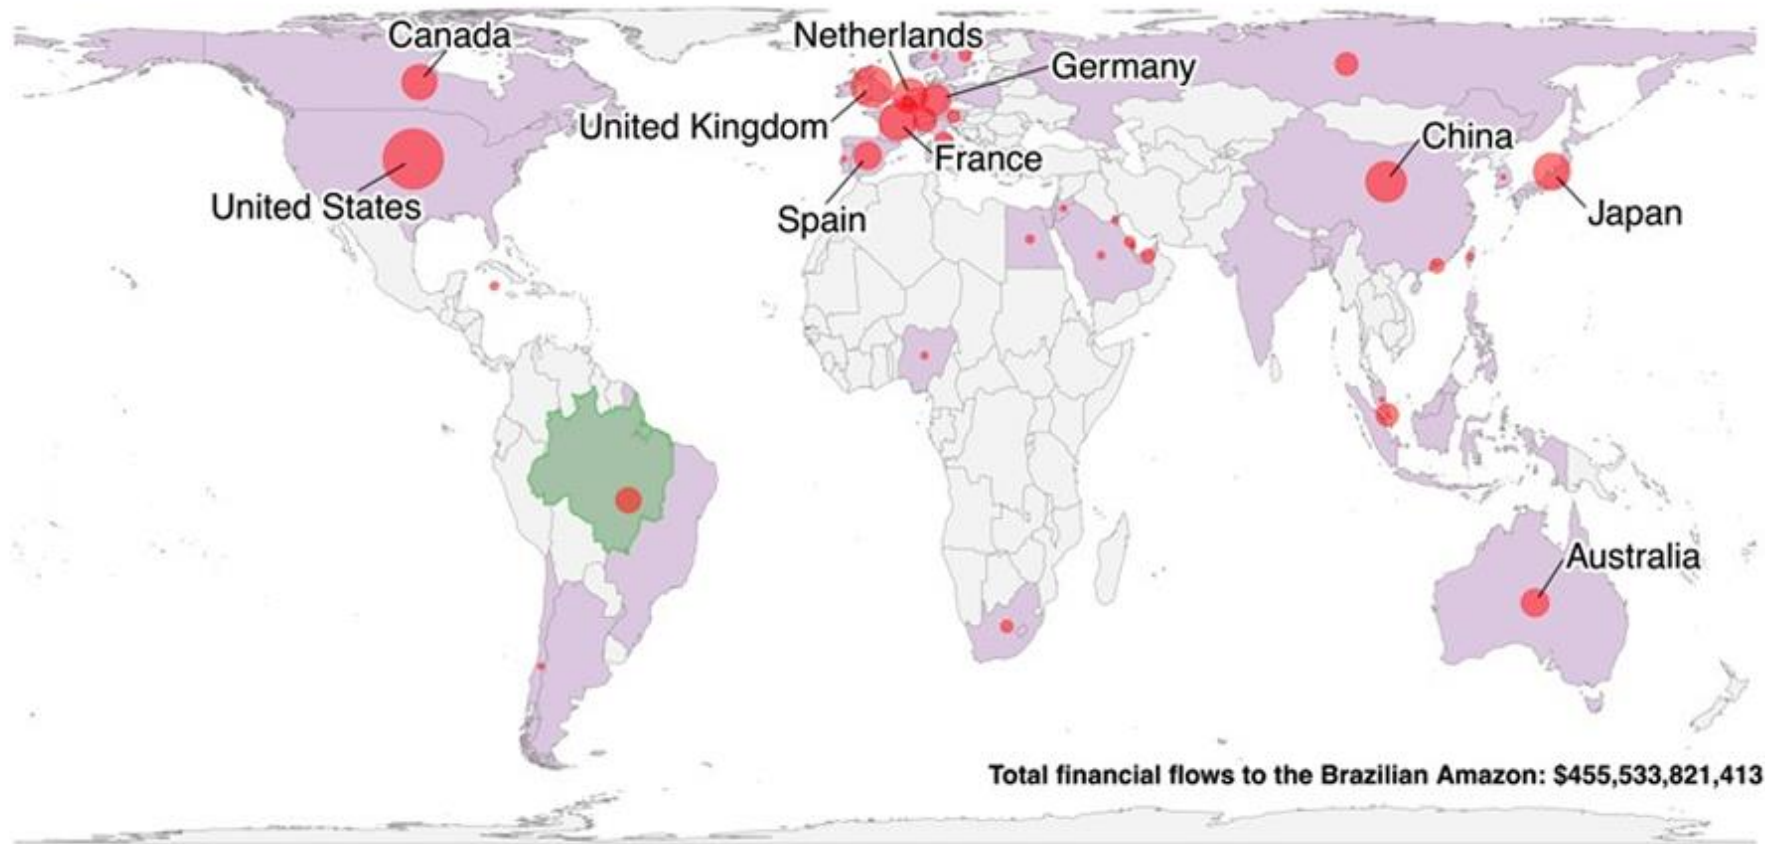 Canada
Netherlands
Germany
United Kingdom
China
France
United States
Spain
Japan
Australia
Total financial flows to the Brazilian Amazon: $455,533,821,413